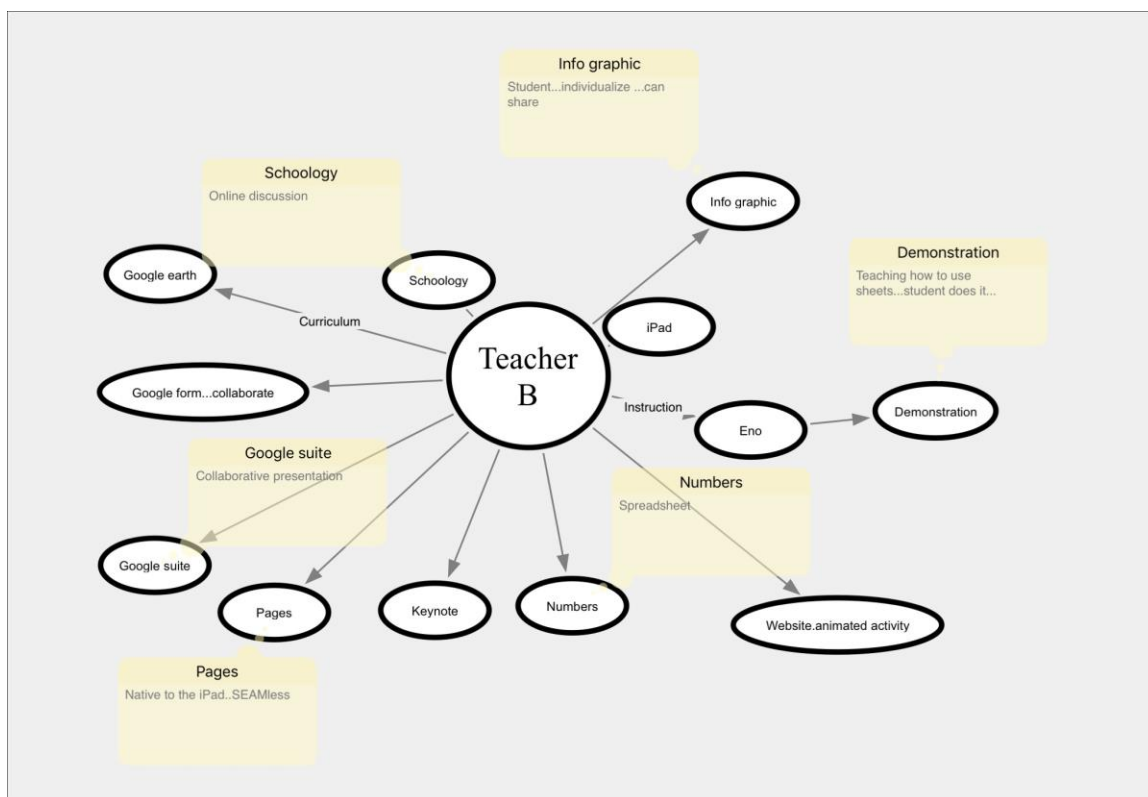 Info graphic
Student...individualize ...can
share
Schoology
Online discussion
Info graphic
Google earth
Schoology
Demonstration
Teaching how to use
sheets...student does it...
Curriculum
iPad
Teacher
B
Google form...collaborate
Instruction
Eno
Demonstration
Google suite
Collaborative presentation
Numbers
Spreadsheet
Google suite
Pages
Keynote
Numbers
Website.animated activity
Pages
Native to the iPad..SEAMless